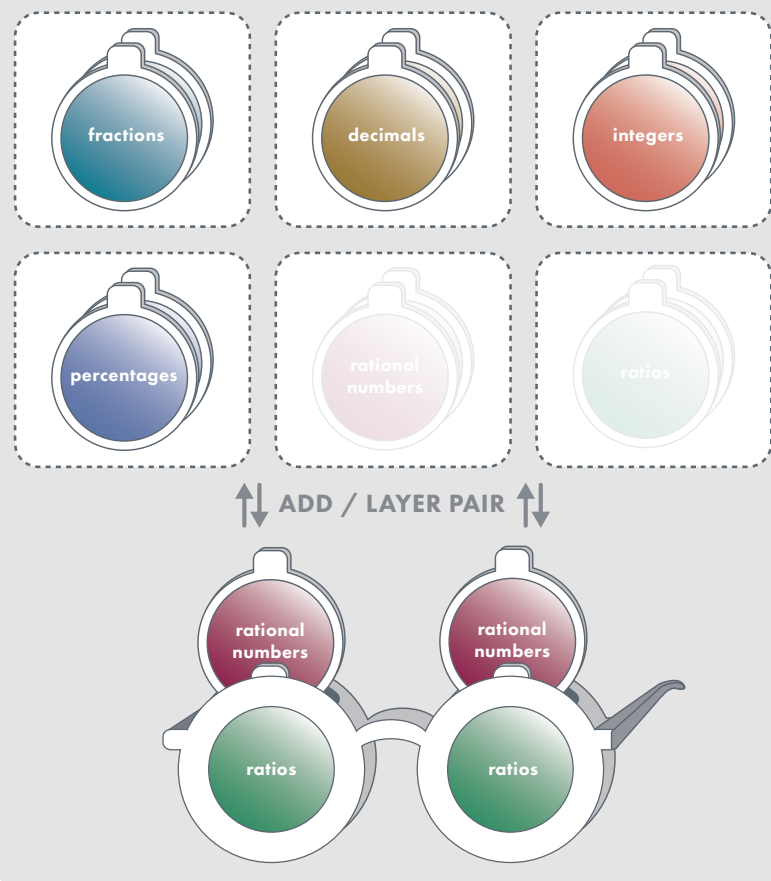 fractions
decimals
integers
percentages
rational
numbers
ratios
ADD / LAYER PAIR
rational
numbers
rational
numbers
ratios
ratios